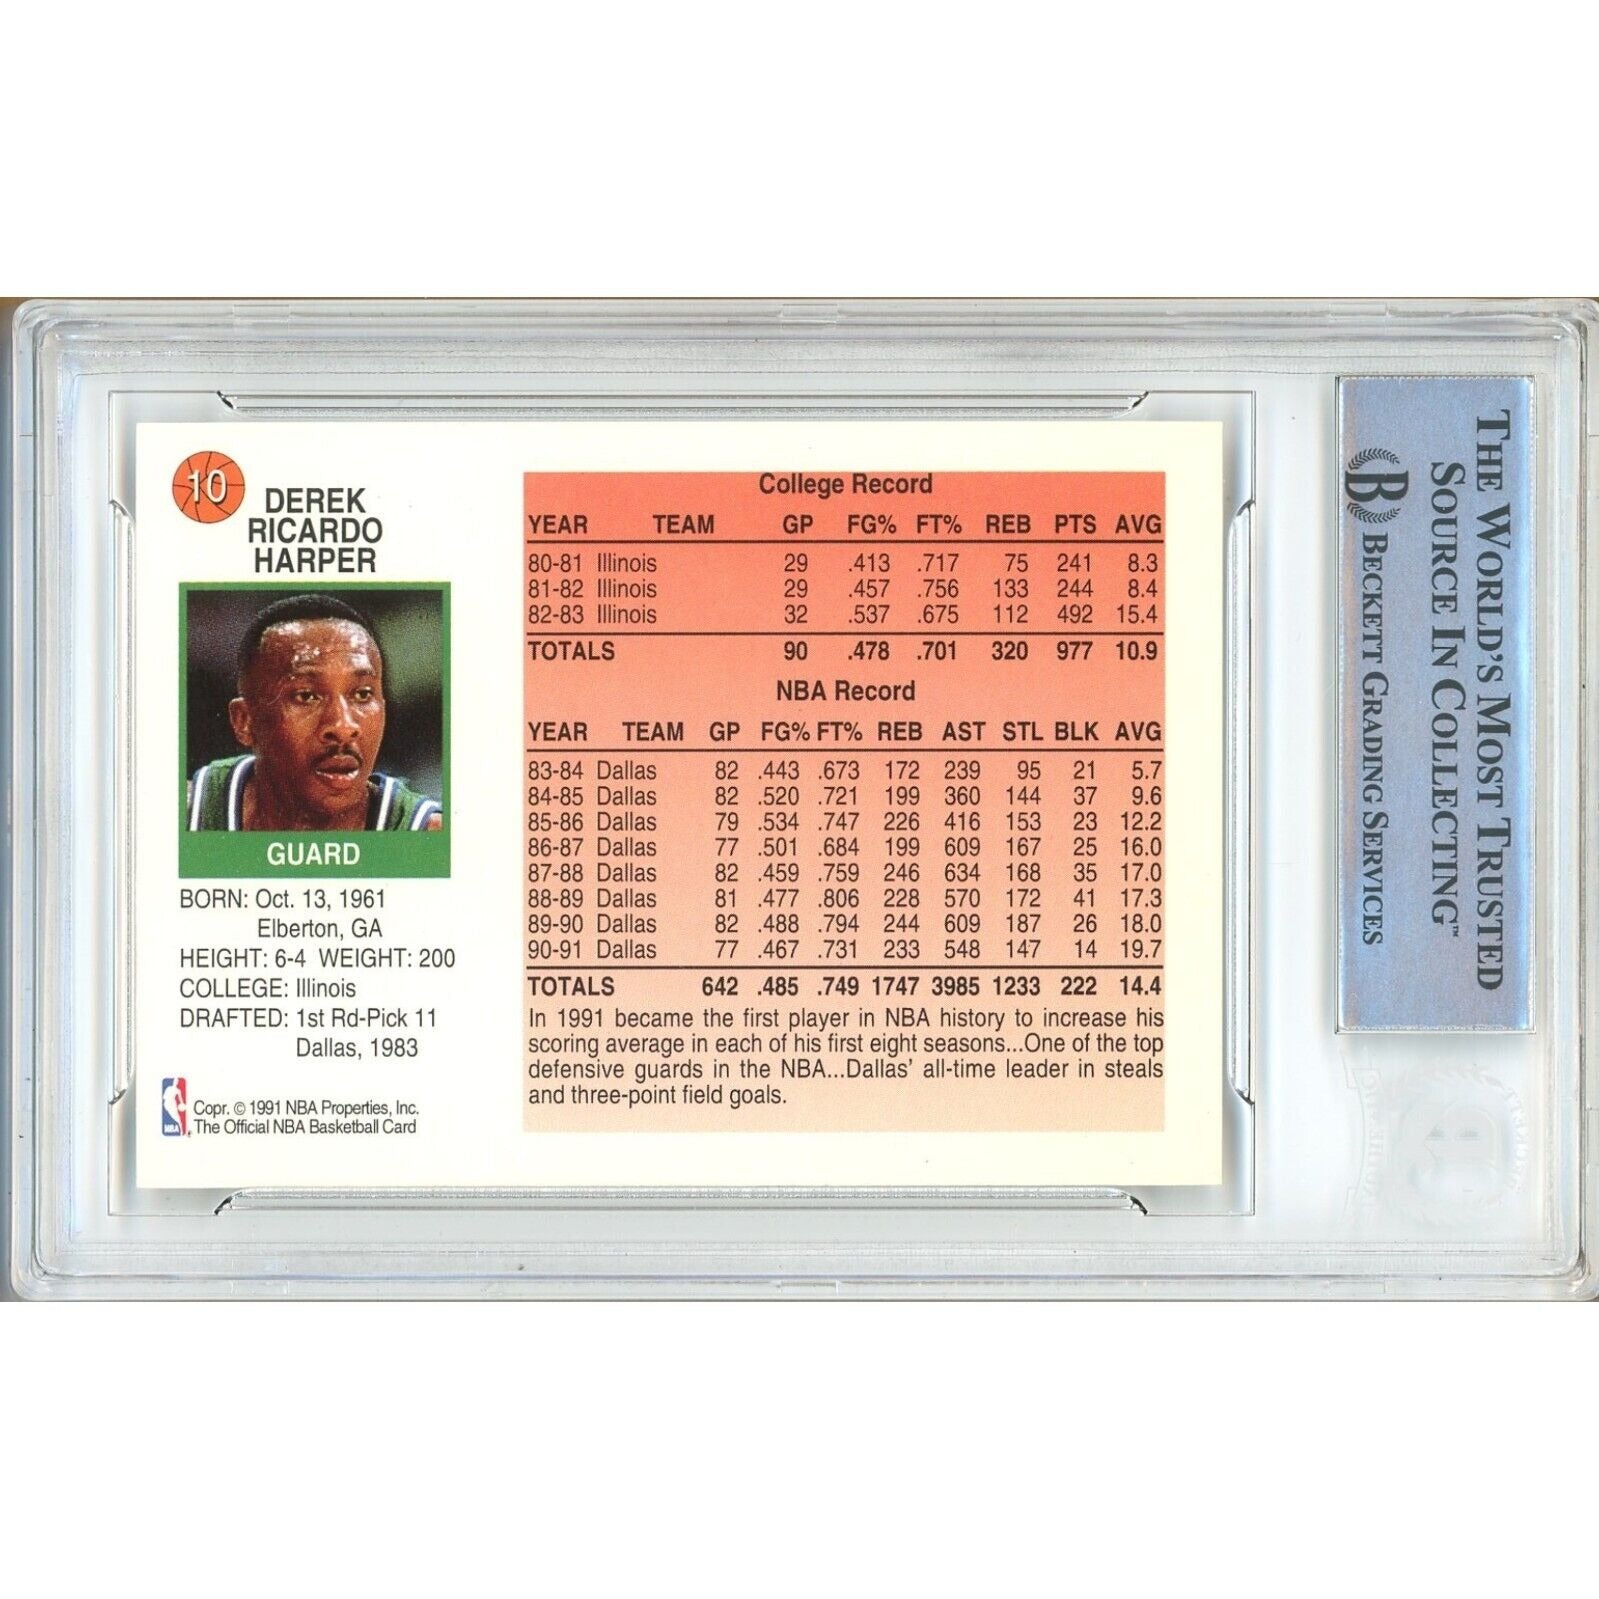 10
DEREK
RICARDO
HARPER
GUARD
BORN: Oct. 13, 1961
Elberton, GA
HEIGHT: 6-4 WEIGHT: 200
COLLEGE: Illinois
DRAFTED: 1st Rd-Pick 11
Dallas, 1983
NBA
Copr. © 1991 NBA Properties, Inc.
The Official NBA Basketball Card
College Record
YEAR TEAM GP FG% FT% REB PTS AVG
80-81 Illinois 29 .413 .717 75 241 8.3
81-82 Illinois 29 .457 .756 133 244 8.4
82-83 Illinois 32 .537 .675 112 492 15.4
TOTALS 90 .478 .701 320 977 10.9
NBA Record
YEAR TEAM GP FG% FT% REB AST STL BLK AVG
83-84 Dallas 82 .443 .673 172 239 95 21 5.7
84-85 Dallas 82 .520 .721 199 360 144 37 9.6
85-86 Dallas 79 .534 .747 226 416 153 23 12.2
86-87 Dallas 77 .501 .684 199 609 167 25 16.0
87-88 Dallas 82 .459 .759 246 634 168 35 17.0
88-89 Dallas 81 .477 .806 228 570 172 41 17.3
89-90 Dallas 82 .488 .794 244 609 187 26 18.0
90-91 Dallas 77 .467 .731 233 548 147 14 19.7
TOTALS 642 .485 .749 1747 3985 1233 222 14.4
In 1991 became the first player in NBA history to increase his
scoring average in each of his first eight seasons...One of the top
defensive guards in the NBA...Dallas' all-time leader in steals
and three-point field goals.
THE WORLD'S MOST TRUSTED
SOURCE IN COLLECTING™
B BECKETT GRADING SERVICES